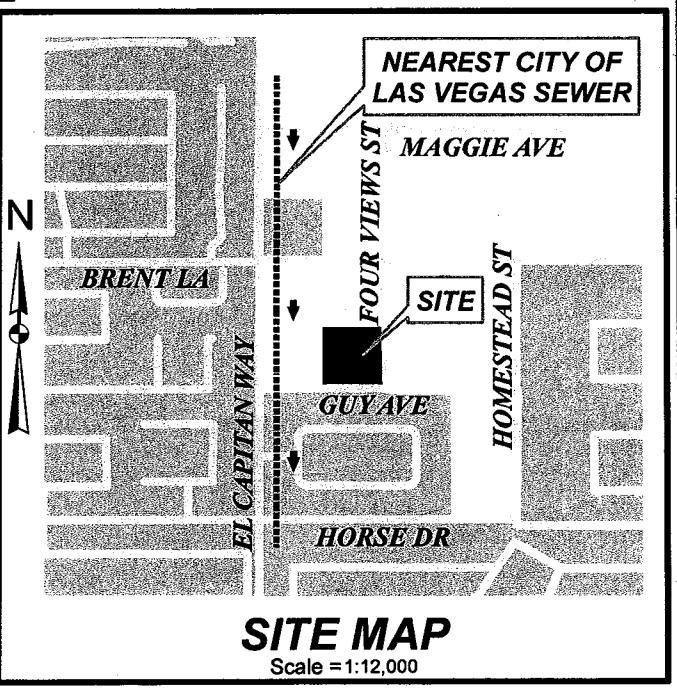 NEAREST CITY OF
LAS VEGAS SEWER
MAGGIE AVE
FOUR VIEWS ST
N
BRENT LA
SITE
HOMESTEAD ST
GUY AVE
EL CAPITAN WAY
HORSE DR
SITE MAP
Scale = 1:12,000